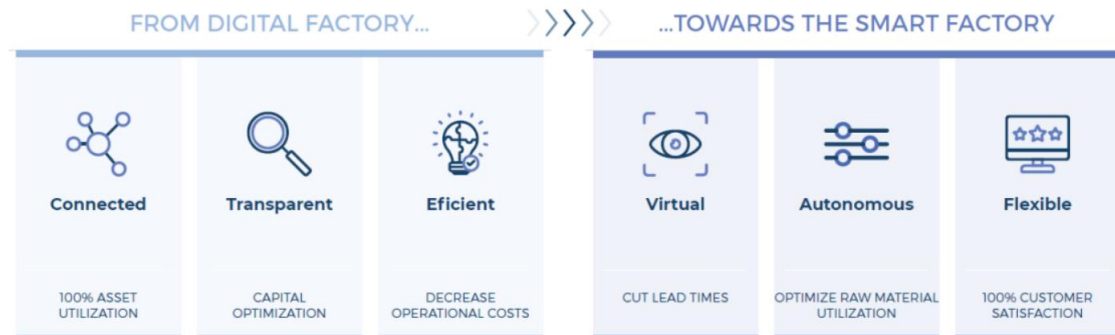 FROM DIGITAL FACTORY...
...TOWARDS THE SMART FACTORY
Connected
Transparent
Eficient
Virtual
Autonomous
Flexible
100% ASSET
UTILIZATION
CAPITAL
OPTIMIZATION
DECREASE
OPERATIONAL COSTS
CUT LEAD TIMES
OPTIMIZE RAW MATERIAL
UTILIZATION
100% CUSTOMER
SATISFACTION